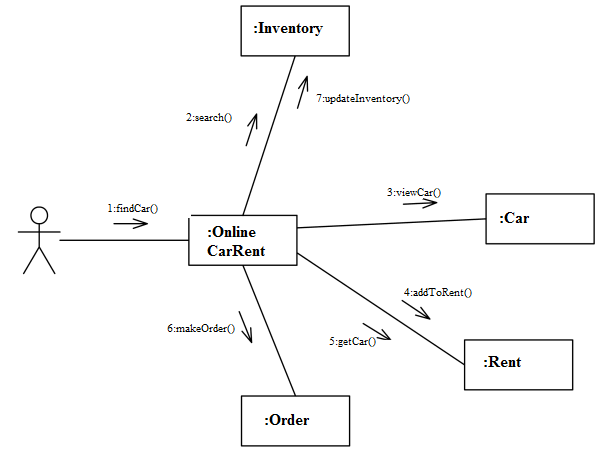 :Inventory
7:updateInventory()
2:search()
3:viewCar()
1:findCar()
:Car
:Online
CarRent
4:addToRent()
6:makeOrder()
5:getCar()
:Rent
:Order